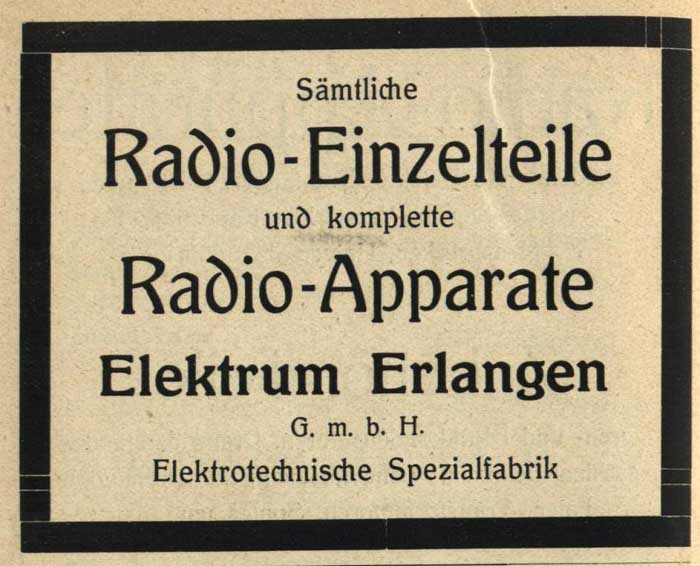 Sämtliche
Radio-Einzelteile
und komplette
Radio-Apparate
Elektrum Erlangen
G. m. b. H.
Elektrotechnische Spezialfabrik